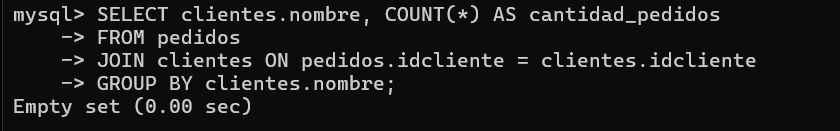 mysql> SELECT clientes.nombre, COUNT(*) AS cantidad_pedidos
    -> FROM pedidos
    -> JOIN clientes ON pedidos.idcliente = clientes.idcliente
    -> GROUP BY clientes.nombre;
Empty set (0.00 sec)